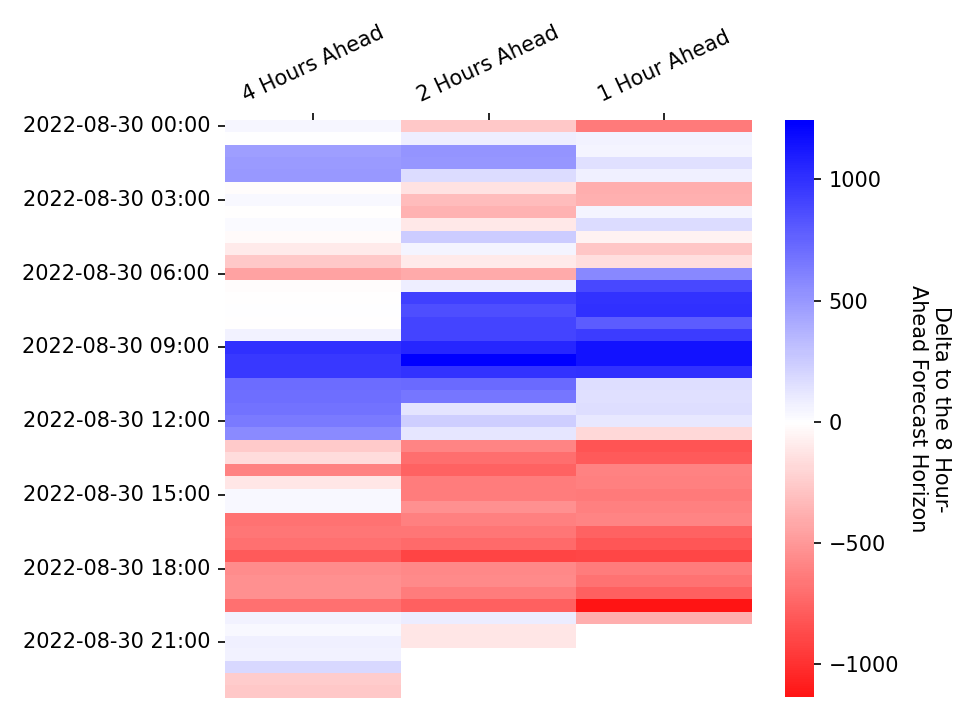 4 Hours Ahead
2 Hours Ahead
1 Hour Ahead
2022-08-30 00:00
2022-08-30 03:00
2022-08-30 06:00
2022-08-30 09:00
2022-08-30 12:00
2022-08-30 15:00
2022-08-30 18:00
2022-08-30 21:00
1000
500
0
−500
−1000
Delta to the 8 Hour-
Ahead Forecast Horizon